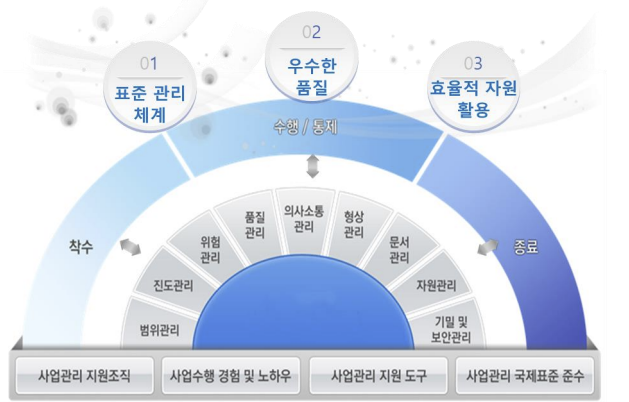 01
표준 관리
체계
02
우수한
품질
03
효율적 자원
활용
착수
수행 / 통제
종료
범위관리
진도관리
위험
관리
품질
관리
의사소통
관리
형상
관리
문서
관리
자원관리
기밀 및
보안관리
사업관리 지원조직
사업수행 경험 및 노하우
사업관리 지원 도구
사업관리 국제표준 준수